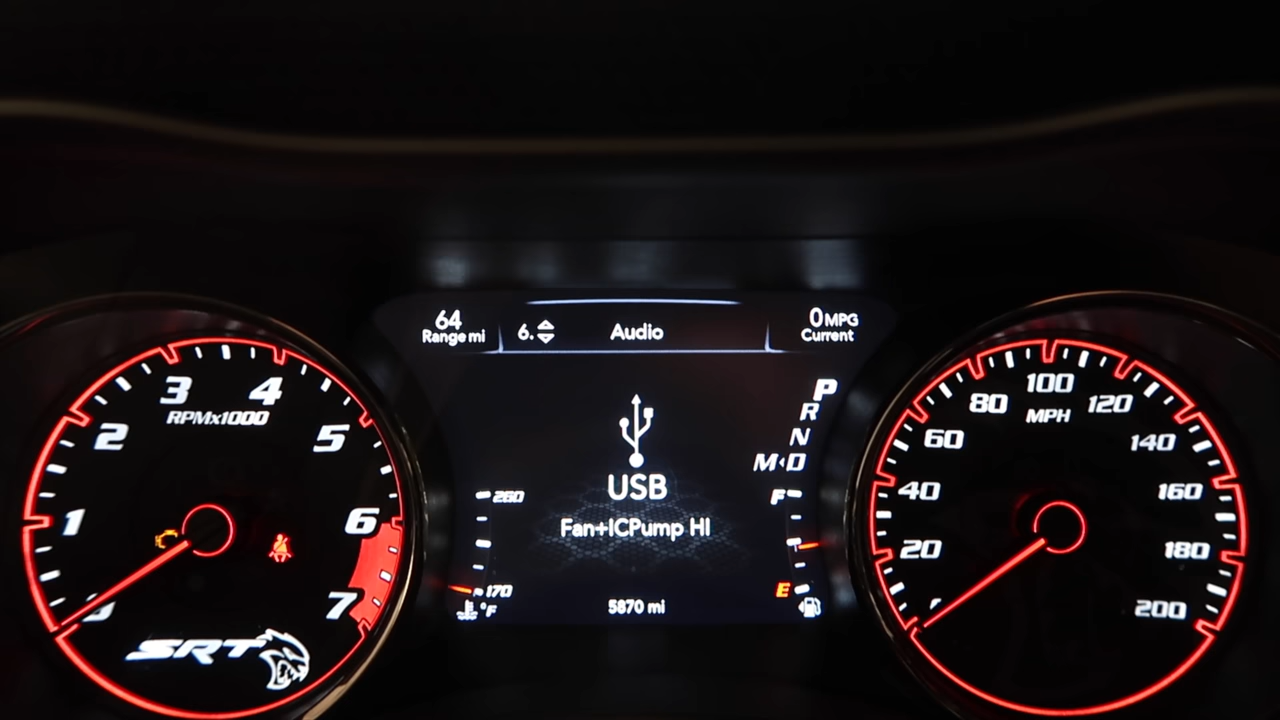 64
Range mi
6.
Audio
0 MPG
Current
1
2
3
4
5
6
7
RPMx1000
SRT
USB
Fan+ICPump HI
5870 mi
260
170
°F
P
R
N
M
D
F
E
20
40
60
80
100
120
140
160
180
200
MPH